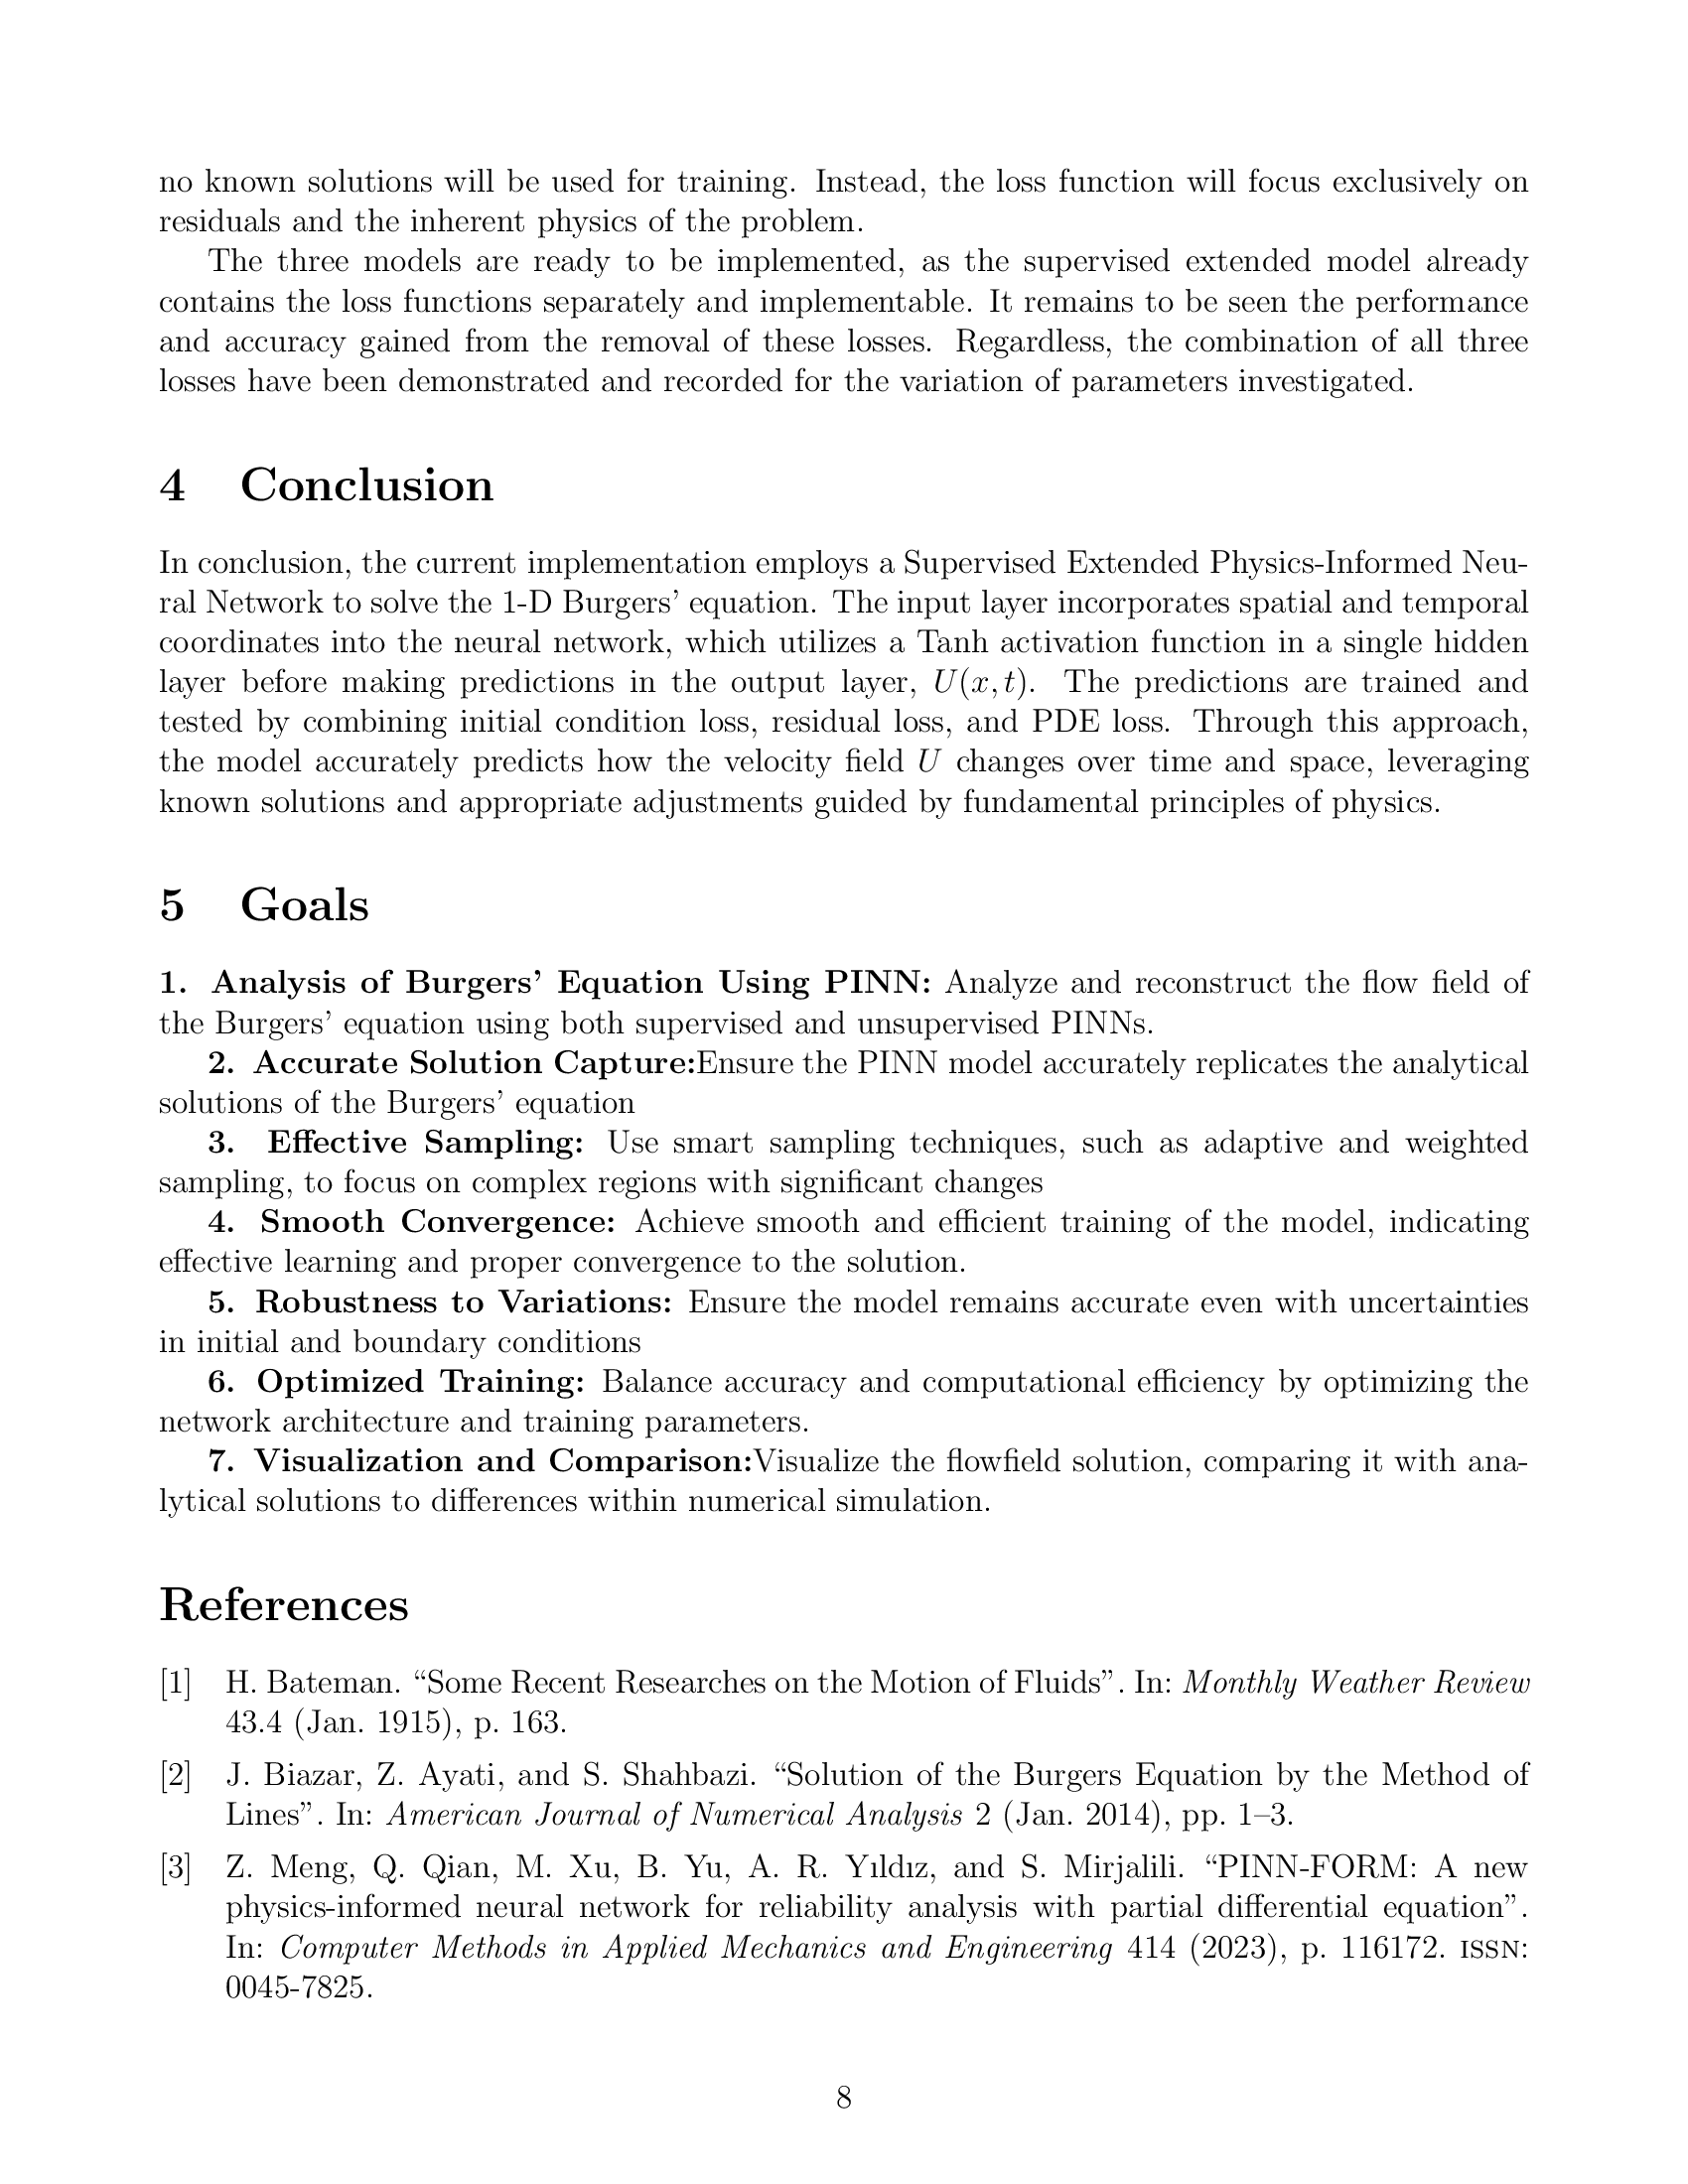 no known solutions will be used for training. Instead, the loss function will focus exclusively on
residuals and the inherent physics of the problem.
The three models are ready to be implemented, as the supervised extended model already
contains the loss functions separately and implementable. It remains to be seen the performance
and accuracy gained from the removal of these losses. Regardless, the combination of all three
losses have been demonstrated and recorded for the variation of parameters investigated.
4 Conclusion
In conclusion, the current implementation employs a Supervised Extended Physics-Informed Neu-
ral Network to solve the 1-D Burgers’ equation. The input layer incorporates spatial and temporal
coordinates into the neural network, which utilizes a Tanh activation function in a single hidden
layer before making predictions in the output layer, U(x, t). The predictions are trained and
tested by combining initial condition loss, residual loss, and PDE loss. Through this approach,
the model accurately predicts how the velocity field U changes over time and space, leveraging
known solutions and appropriate adjustments guided by fundamental principles of physics.
5 Goals
1. Analysis of Burgers’ Equation Using PINN: Analyze and reconstruct the flow field of
the Burgers’ equation using both supervised and unsupervised PINNs.
2. Accurate Solution Capture:Ensure the PINN model accurately replicates the analytical
solutions of the Burgers’ equation
3. Effective Sampling: Use smart sampling techniques, such as adaptive and weighted
sampling, to focus on complex regions with significant changes
4. Smooth Convergence: Achieve smooth and efficient training of the model, indicating
effective learning and proper convergence to the solution.
5. Robustness to Variations: Ensure the model remains accurate even with uncertainties
in initial and boundary conditions
6. Optimized Training: Balance accuracy and computational efficiency by optimizing the
network architecture and training parameters.
7. Visualization and Comparison:Visualize the flowfield solution, comparing it with ana-
lytical solutions to differences within numerical simulation.
References
[1] H. Bateman. “Some Recent Researches on the Motion of Fluids”. In: Monthly Weather Review
43.4 (Jan. 1915), p. 163.
[2] J. Biazar, Z. Ayati, and S. Shahbazi. “Solution of the Burgers Equation by the Method of
Lines”. In: American Journal of Numerical Analysis 2 (Jan. 2014), pp. 1–3.
[3] Z. Meng, Q. Qian, M. Xu, B. Yu, A. R. Yıldız, and S. Mirjalili. “PINN-FORM: A new
physics-informed neural network for reliability analysis with partial differential equation”.
In: Computer Methods in Applied Mechanics and Engineering 414 (2023), p. 116172. ISSN:
0045-7825.
8